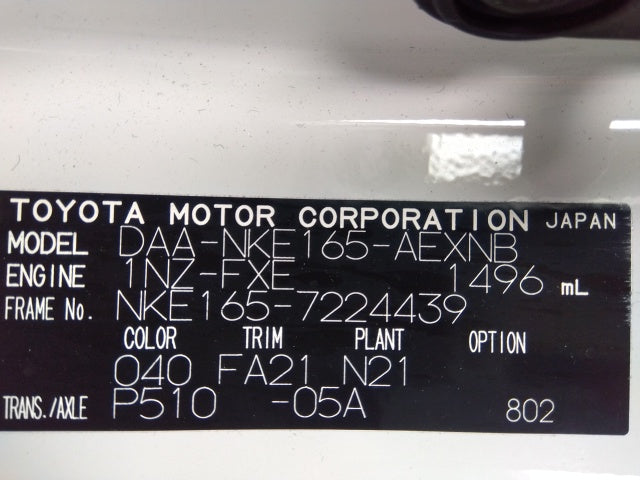 TOYOTA MOTOR CORPORATION JAPAN
MODEL DAA-NKE165-AEXNB
ENGINE 1NZ-FXE 1496 mL
FRAME No. NKE165-7224439
COLOR TRIM PLANT OPTION
040 FA21 N21
TRANS./AXLE P510 -05A 802